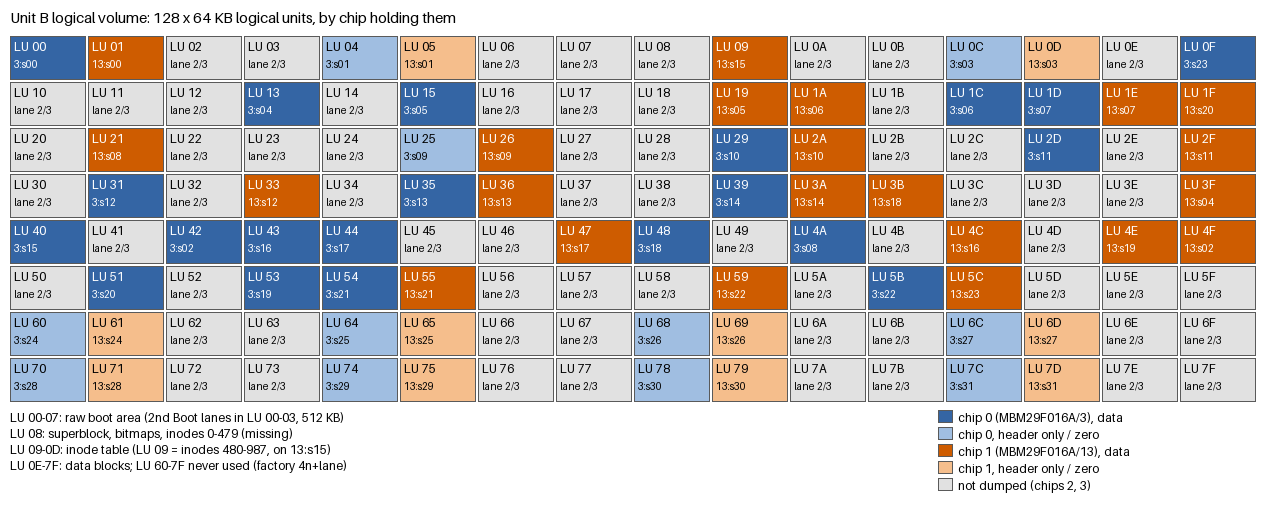 Unit B logical volume: 128 x 64 KB logical units, by chip holding them
LU 00 LU 01 LU 02 LU 03 LU 04 LU 05 LU 06 LU 07 LU 08 LU 09 LU 0A LU 0B LU 0C LU 0D LU 0E LU 0F
3:s00 13:s00 lane 2/3 lane 2/3 3:s01 13:s01 lane 2/3 lane 2/3 lane 2/3 13:s15 lane 2/3 lane 2/3 3:s03 13:s03 lane 2/3 3:s23
LU 10 LU 11 LU 12 LU 13 LU 14 LU 15 LU 16 LU 17 LU 18 LU 19 LU 1A LU 1B LU 1C LU 1D LU 1E LU 1F
lane 2/3 lane 2/3 lane 2/3 3:s04 lane 2/3 3:s05 lane 2/3 lane 2/3 lane 2/3 13:s05 13:s06 lane 2/3 3:s06 3:s07 13:s07 13:s20
LU 20 LU 21 LU 22 LU 23 LU 24 LU 25 LU 26 LU 27 LU 28 LU 29 LU 2A LU 2B LU 2C LU 2D LU 2E LU 2F
lane 2/3 13:s08 lane 2/3 lane 2/3 lane 2/3 3:s09 13:s09 lane 2/3 lane 2/3 3:s10 13:s10 lane 2/3 lane 2/3 3:s11 lane 2/3 13:s11
LU 30 LU 31 LU 32 LU 33 LU 34 LU 35 LU 36 LU 37 LU 38 LU 39 LU 3A LU 3B LU 3C LU 3D LU 3E LU 3F
lane 2/3 3:s12 lane 2/3 13:s12 lane 2/3 3:s13 13:s13 lane 2/3 lane 2/3 3:s14 13:s14 13:s18 lane 2/3 lane 2/3 lane 2/3 13:s04
LU 40 LU 41 LU 42 LU 43 LU 44 LU 45 LU 46 LU 47 LU 48 LU 49 LU 4A LU 4B LU 4C LU 4D LU 4E LU 4F
3:s15 lane 2/3 3:s02 3:s16 3:s17 lane 2/3 lane 2/3 13:s17 3:s18 lane 2/3 3:s08 lane 2/3 13:s16 lane 2/3 13:s19 13:s02
LU 50 LU 51 LU 52 LU 53 LU 54 LU 55 LU 56 LU 57 LU 58 LU 59 LU 5A LU 5B LU 5C LU 5D LU 5E LU 5F
lane 2/3 3:s20 lane 2/3 3:s19 3:s21 13:s21 lane 2/3 lane 2/3 lane 2/3 13:s22 lane 2/3 3:s22 13:s23 lane 2/3 lane 2/3 lane 2/3
LU 60 LU 61 LU 62 LU 63 LU 64 LU 65 LU 66 LU 67 LU 68 LU 69 LU 6A LU 6B LU 6C LU 6D LU 6E LU 6F
3:s24 13:s24 lane 2/3 lane 2/3 3:s25 13:s25 lane 2/3 lane 2/3 3:s26 13:s26 lane 2/3 lane 2/3 3:s27 13:s27 lane 2/3 lane 2/3
LU 70 LU 71 LU 72 LU 73 LU 74 LU 75 LU 76 LU 77 LU 78 LU 79 LU 7A LU 7B LU 7C LU 7D LU 7E LU 7F
3:s28 13:s28 lane 2/3 lane 2/3 3:s29 13:s29 lane 2/3 lane 2/3 3:s30 13:s30 lane 2/3 lane 2/3 3:s31 13:s31 lane 2/3 lane 2/3
LU 00-07: raw boot area (2nd Boot lanes in LU 00-03, 512 KB)
LU 08: superblock, bitmaps, inodes 0-479 (missing)
LU 09-0D: inode table (LU 09 = inodes 480-987, on 13:s15)
LU 0E-7F: data blocks; LU 60-7F never used (factory 4n+lane)
chip 0 (MBM29F016A/3), data
chip 0, header only / zero
chip 1 (MBM29F016A/13), data
chip 1, header only / zero
not dumped (chips 2, 3)